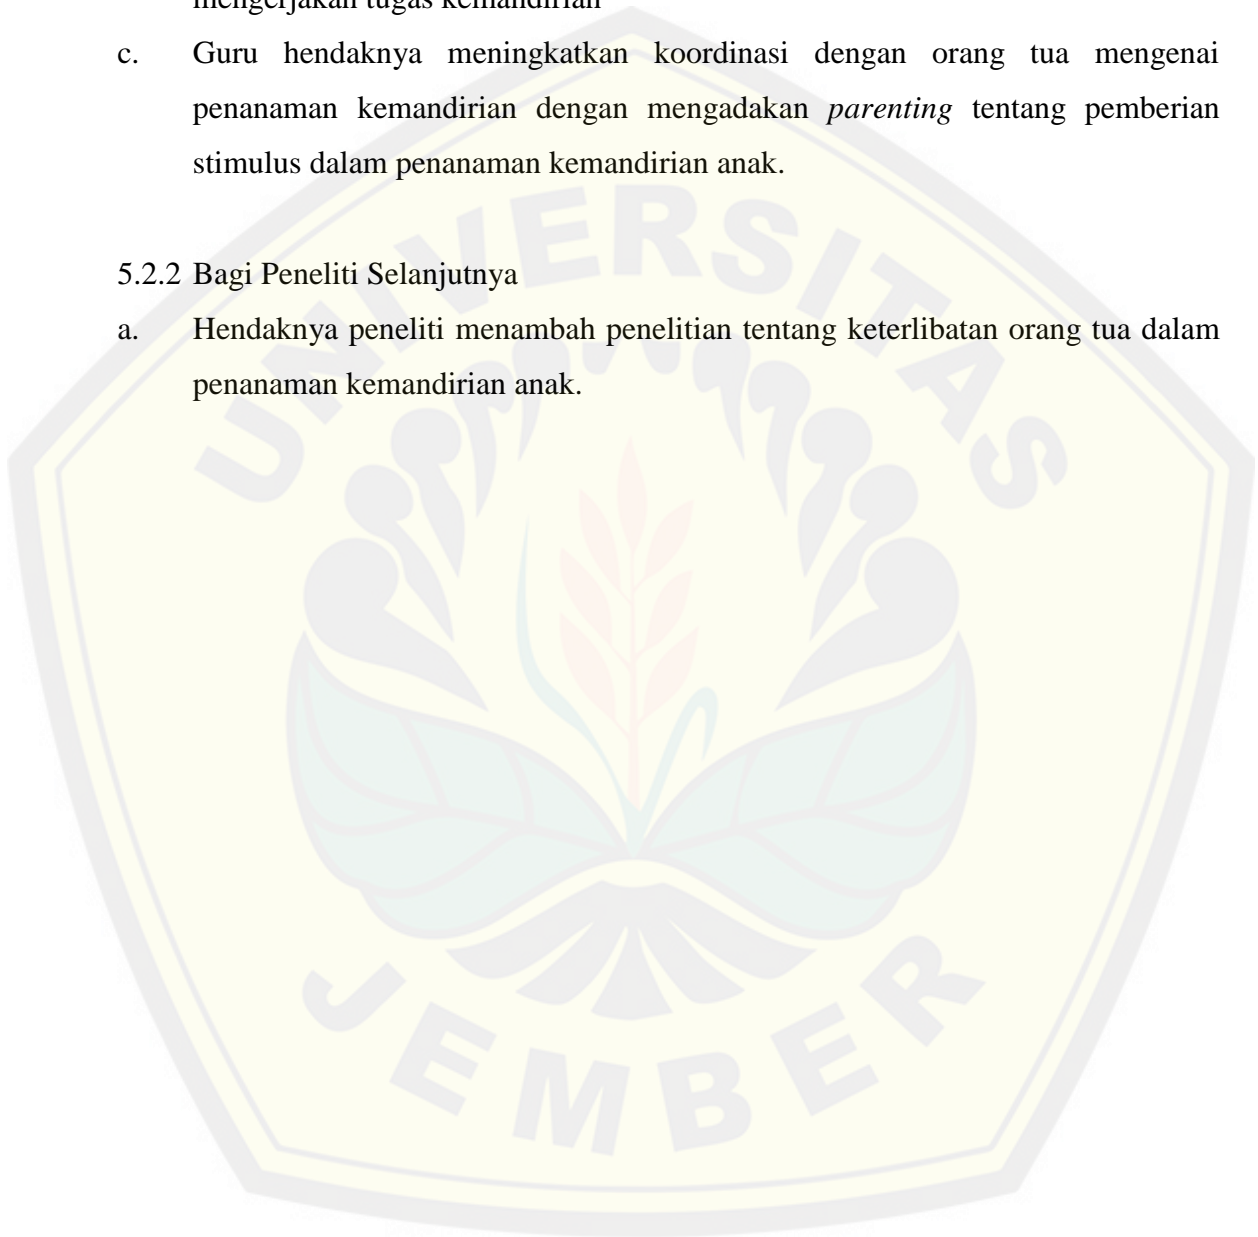 mengerjakan tugas kemandirian
c. Guru hendaknya meningkatkan koordinasi dengan orang tua mengenai
penanaman kemandirian dengan mengadakan parenting tentang pemberian
stimulus dalam penanaman kemandirian anak.
5.2.2 Bagi Peneliti Selanjutnya
a. Hendaknya peneliti menambah penelitian tentang keterlibatan orang tua dalam
penanaman kemandirian anak.
UNIVERSITAS
JEMBER